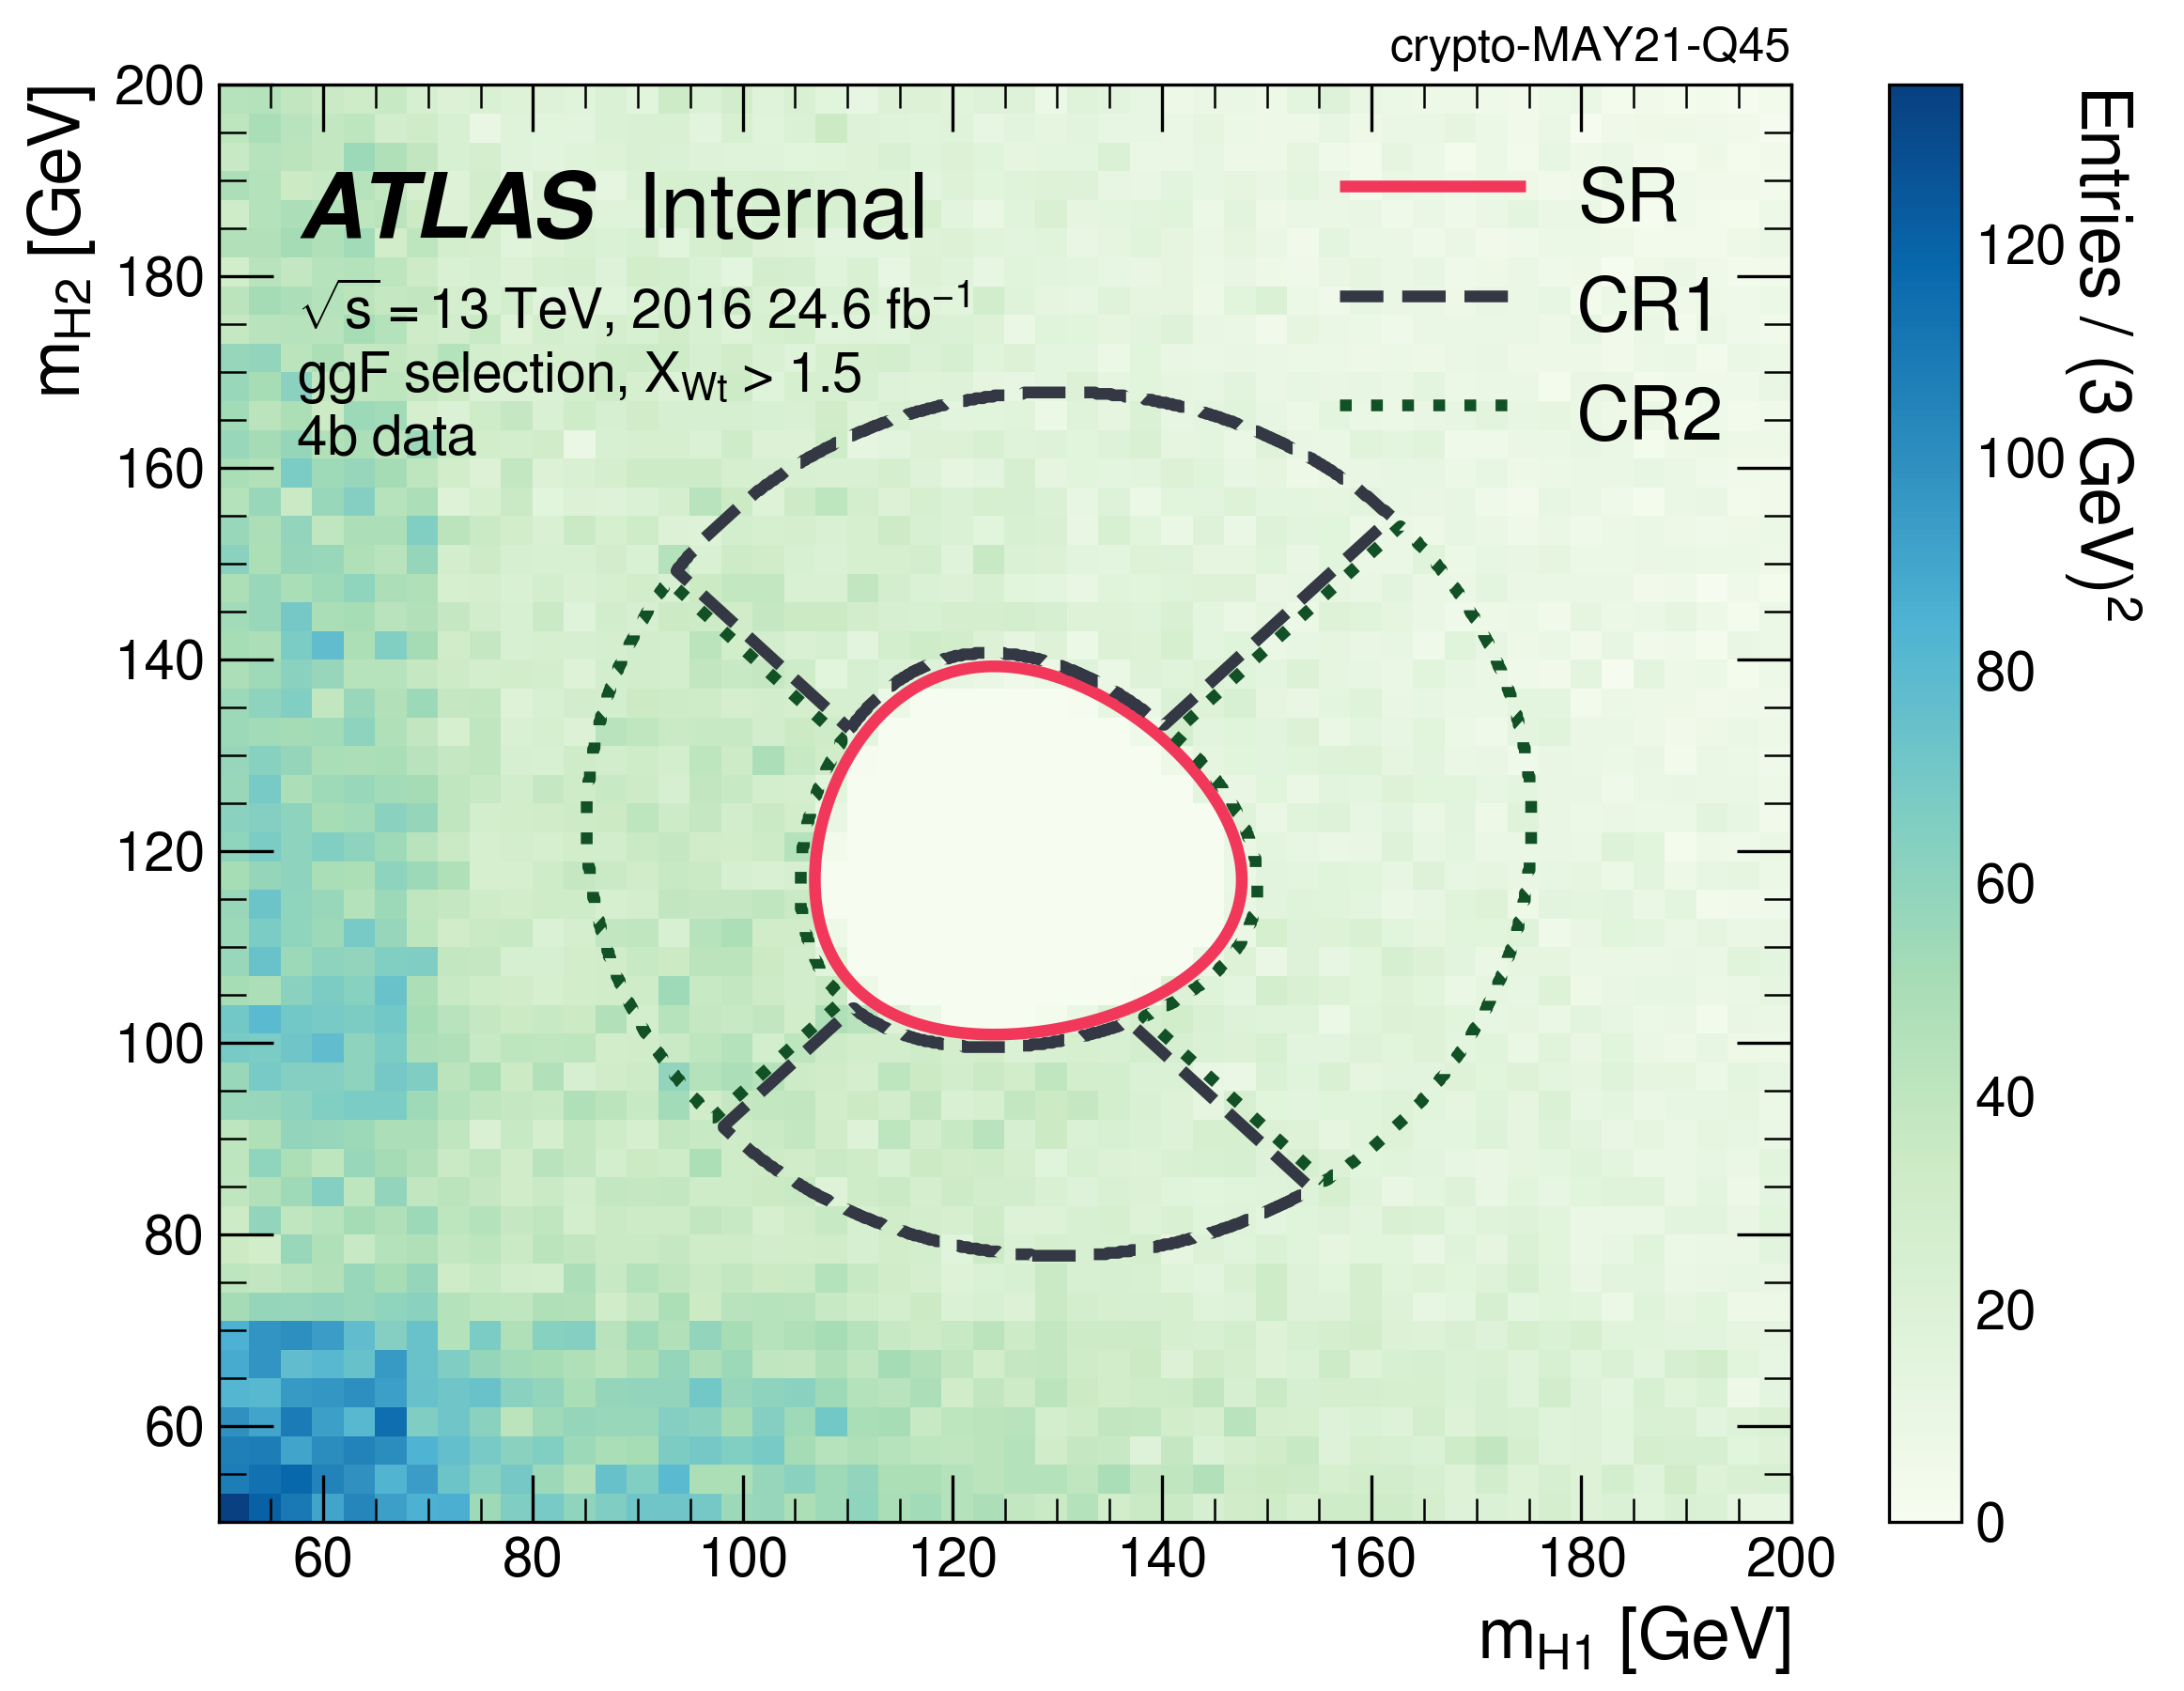 crypto-MAY21-Q45
ATLAS Internal
√s = 13 TeV, 2016 24.6 fb⁻¹
ggF selection, X_Wt > 1.5
4b data
SR
CR1
CR2
m_H2 [GeV]
200
180
160
140
120
100
80
60
60 80 100 120 140 160 180 200
m_H1 [GeV]
Entries / (3 GeV)²
120
100
80
60
40
20
0